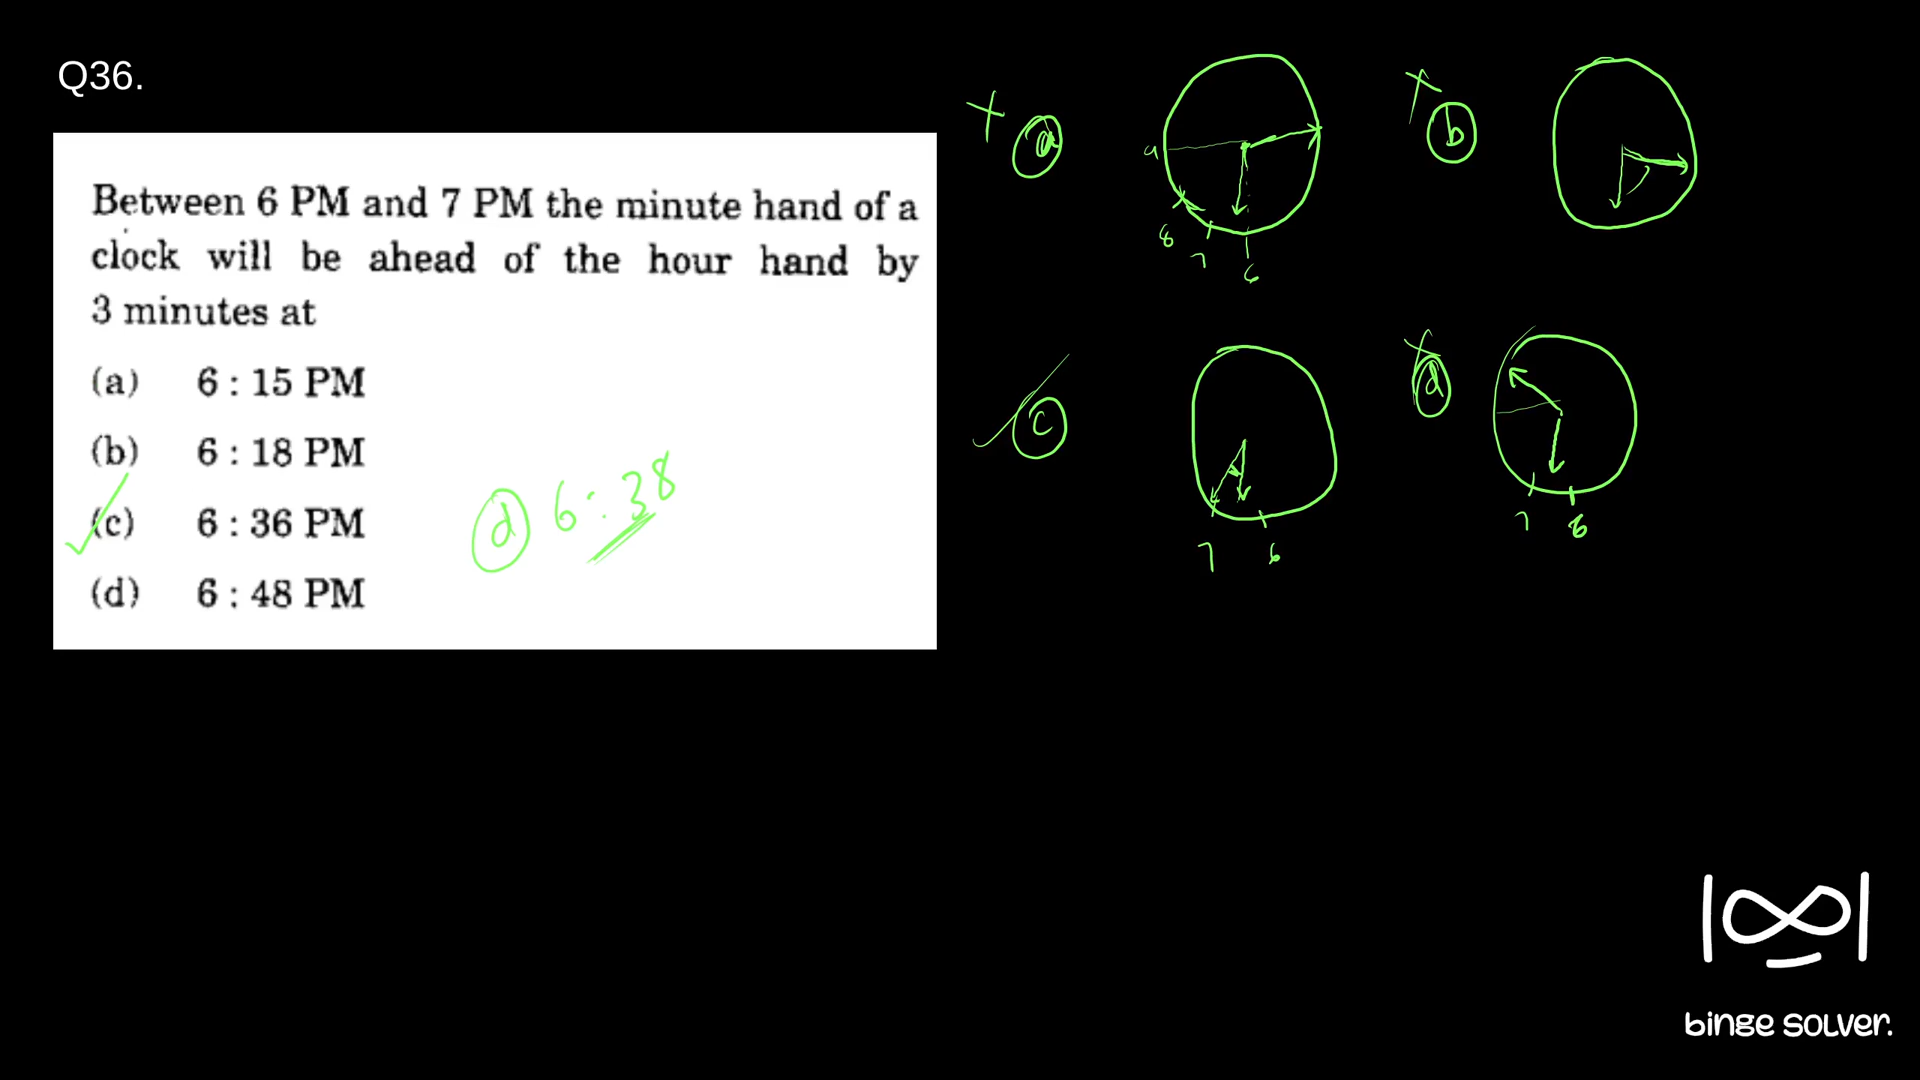 Q36.
Between 6 PM and 7 PM the minute hand of a
clock will be ahead of the hour hand by
3 minutes at
(a) 6 : 15 PM
(b) 6 : 18 PM
(c) 6 : 36 PM
(d) 6 : 48 PM
d 6 : 38
a
9
8
7
6
b
c
7 6
d
7
binge solver.